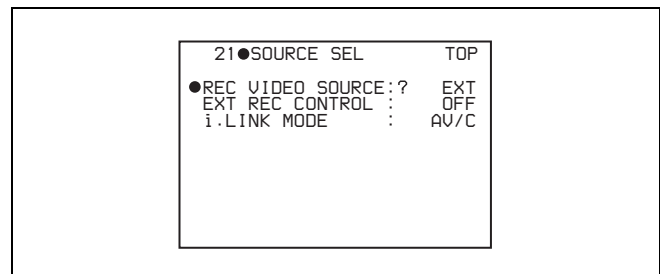 21●SOURCE SEL TOP
●REC VIDEO SOURCE:? EXT
EXT REC CONTROL : OFF
i.LINK MODE : AV/C